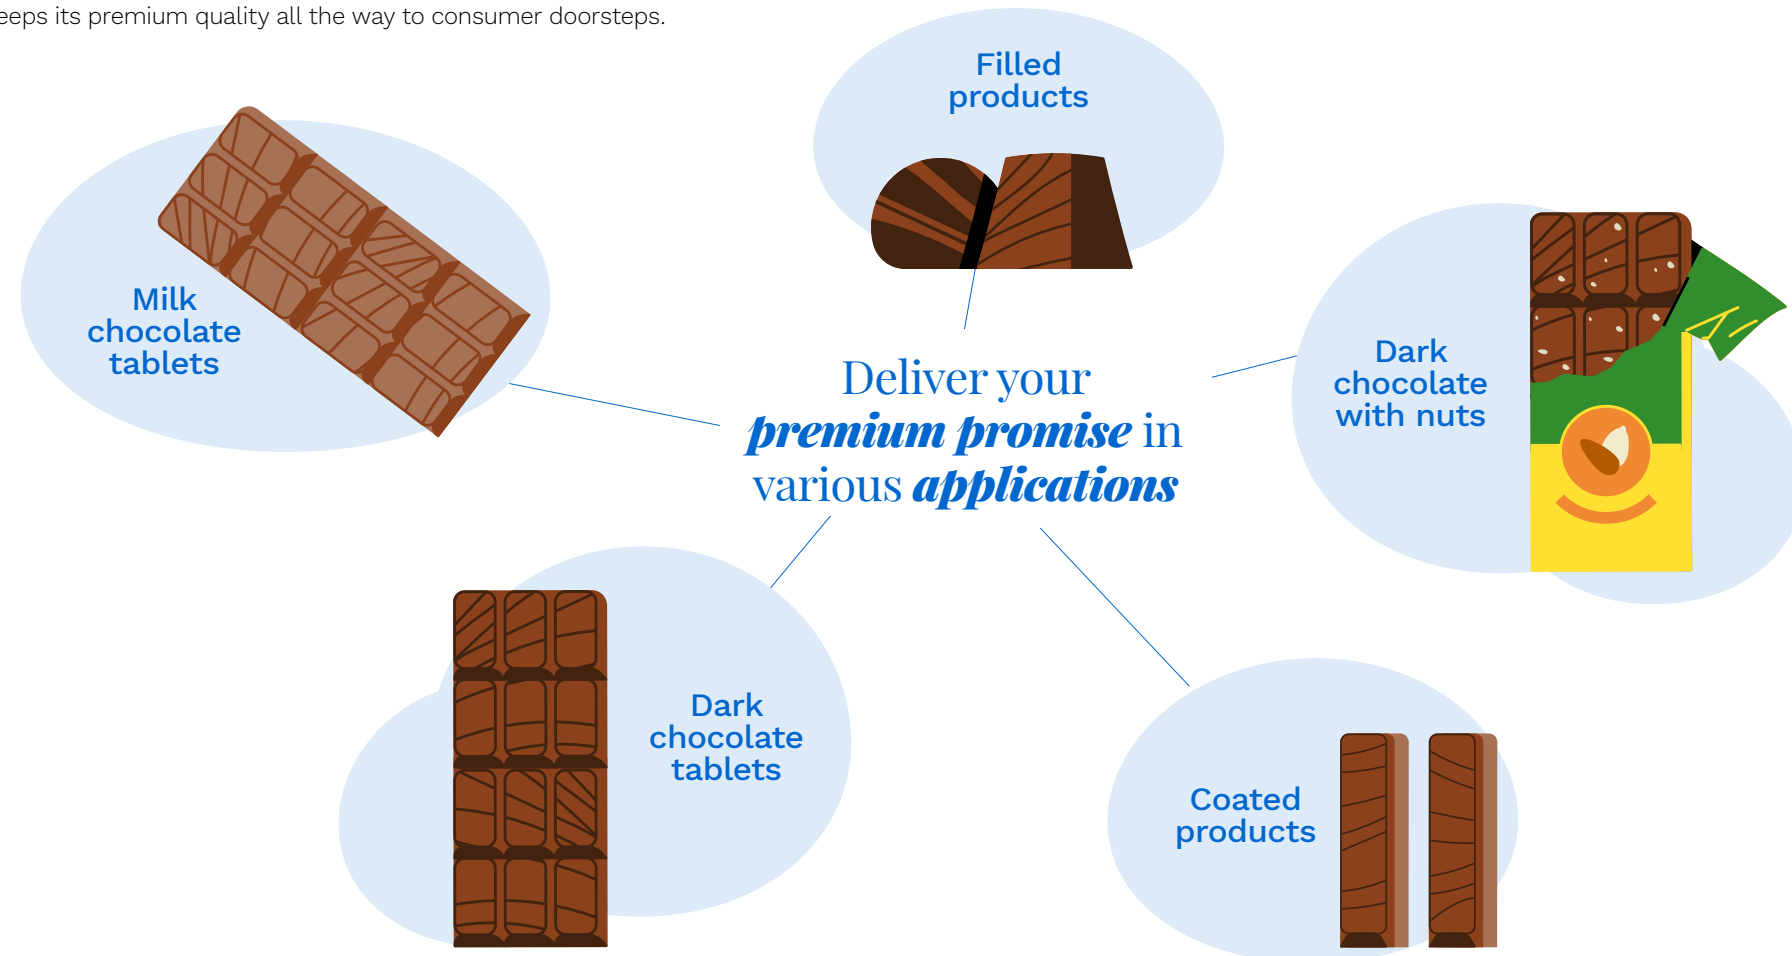 its premium quality all the way to consumer doorsteps.
Filled
products
Milk
chocolate
tablets
Deliver your
premium promise in
various applications
Dark
chocolate
with nuts
Dark
chocolate
tablets
Coated
products